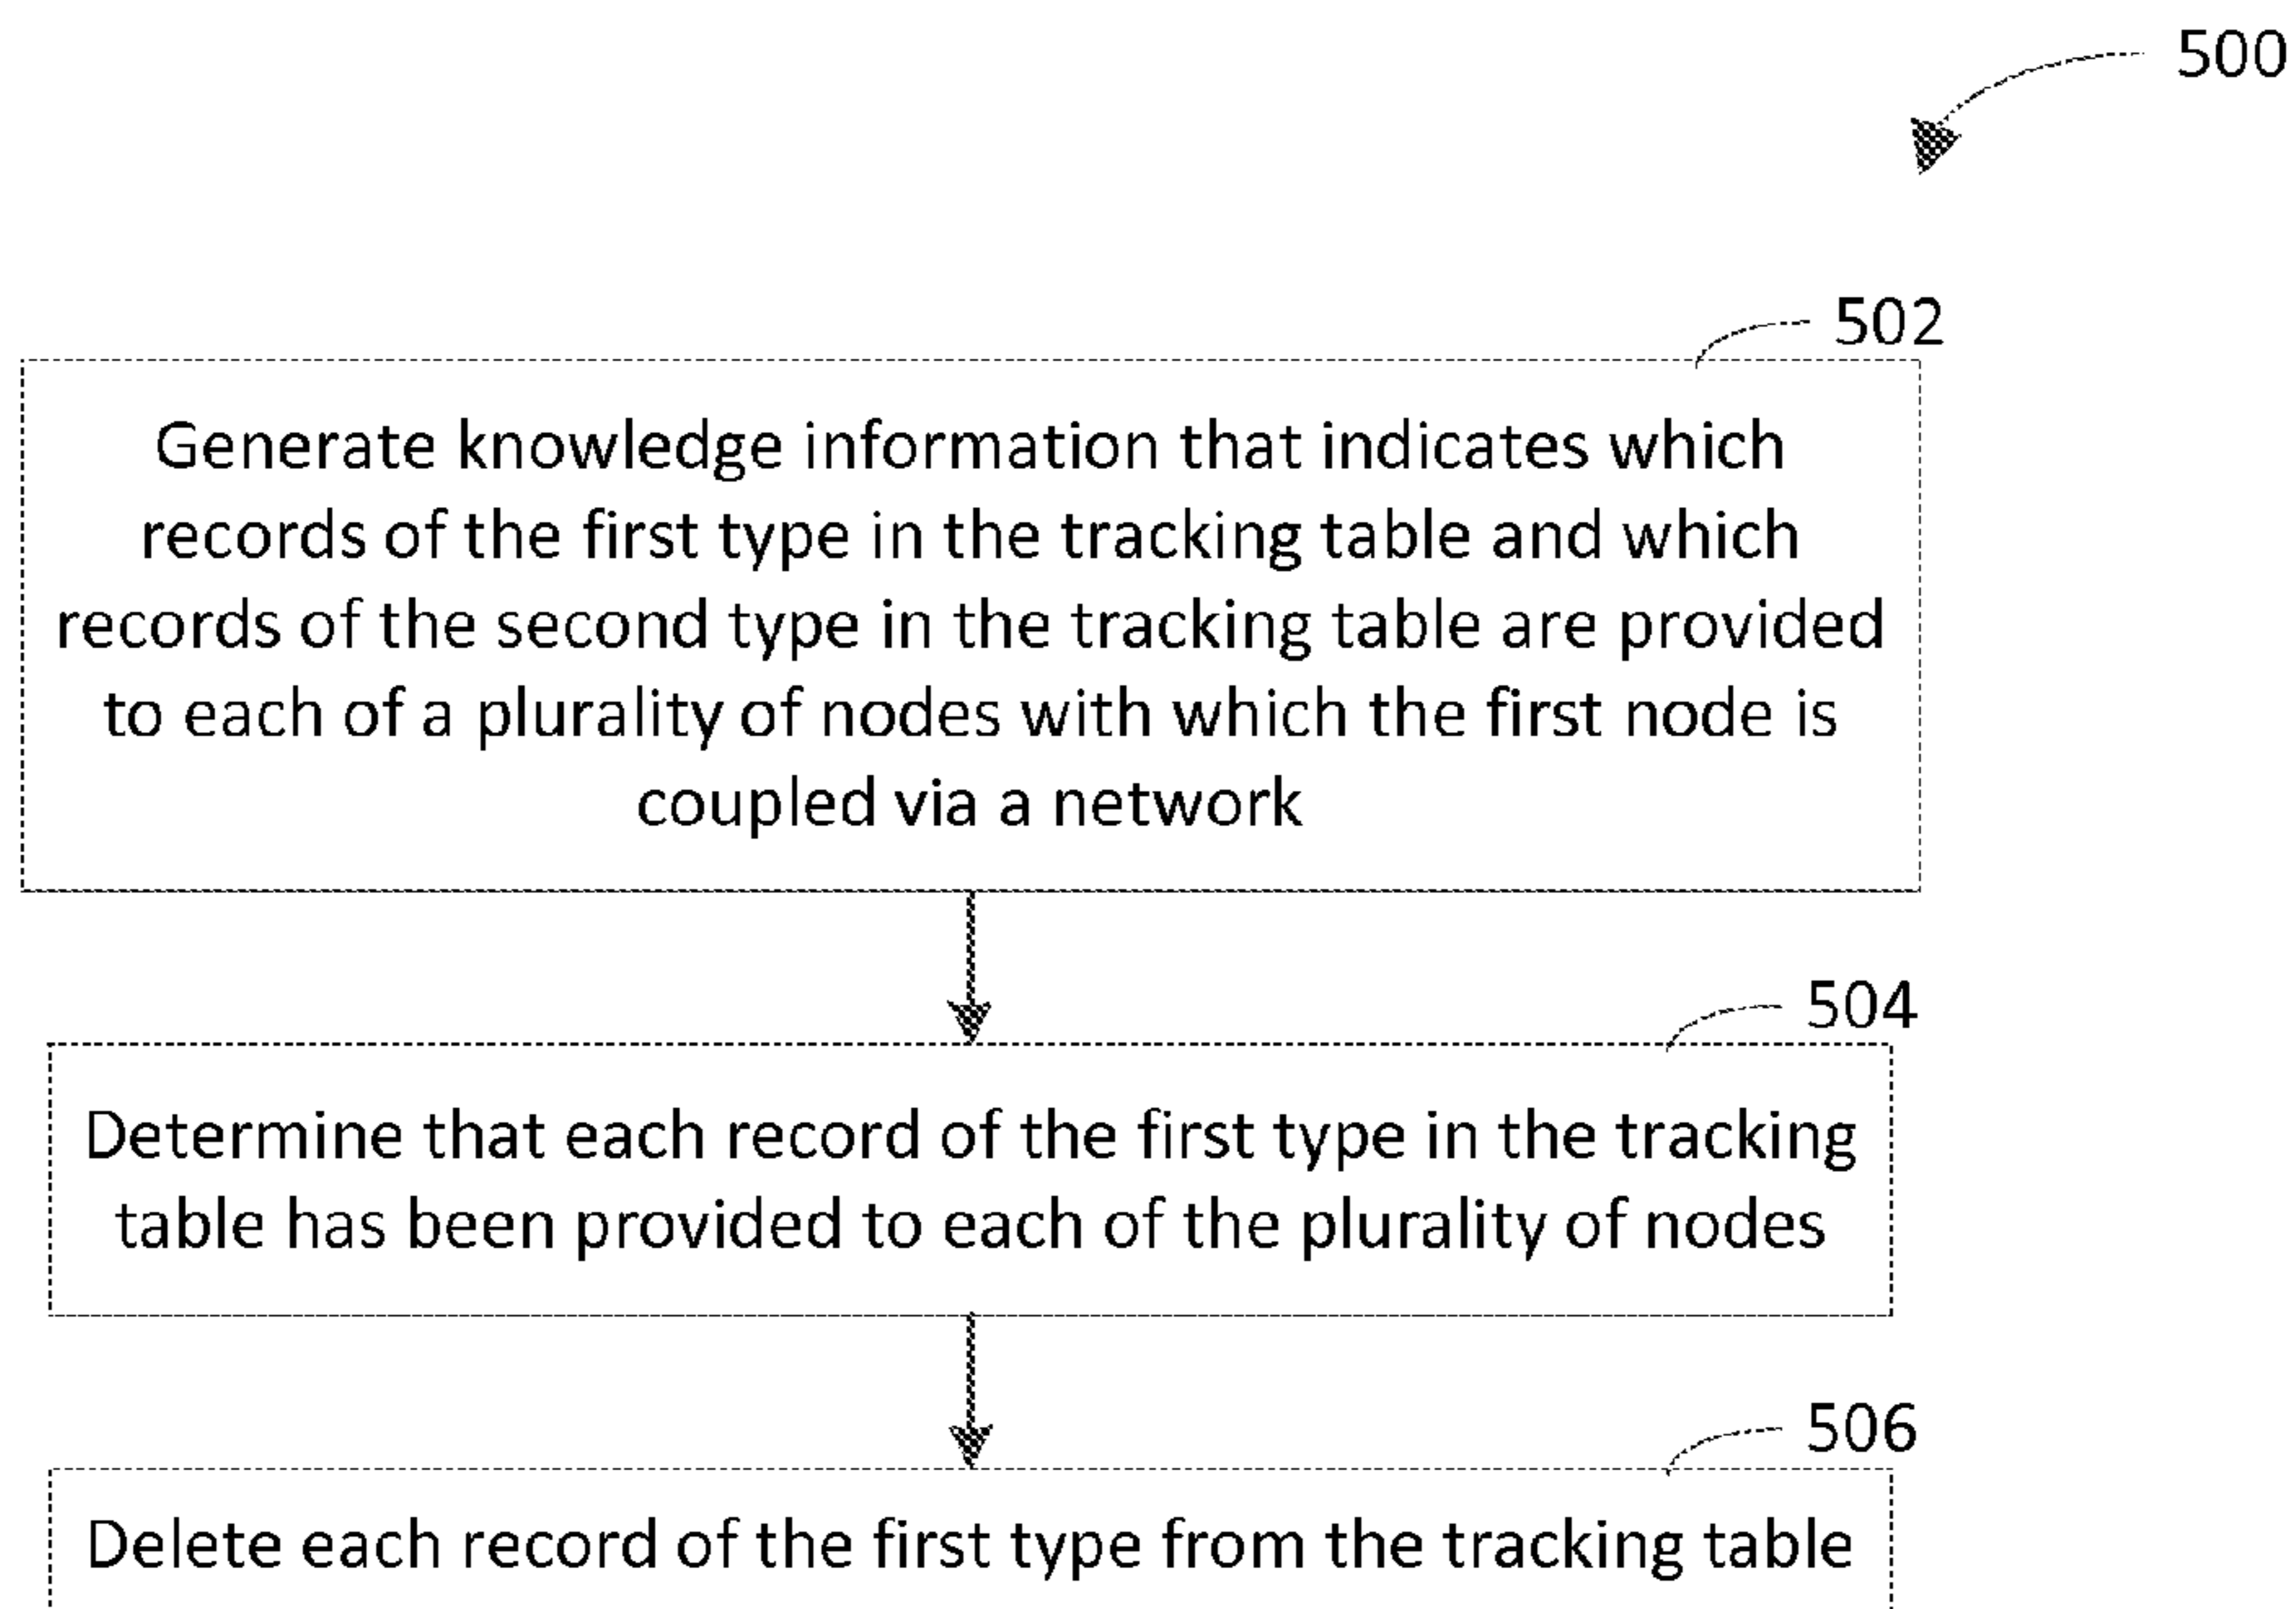 500
502
Generate knowledge information that indicates which
records of the first type in the tracking table and which
records of the second type in the tracking table are provided
to each of a plurality of nodes with which the first node is
coupled via a network
504
Determine that each record of the first type in the tracking
table has been provided to each of the plurality of nodes
506
Delete each record of the first type from the tracking table